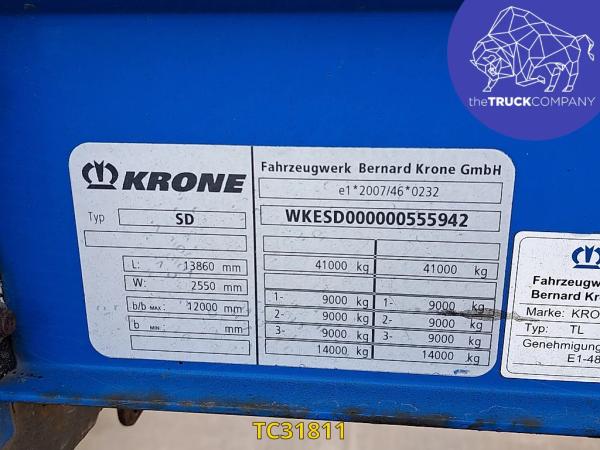 theTRUCKCOMPANY
KRONE
Typ SD
L: 13860 mm
W: 2550 mm
b/b MAX: 12000 mm
b MIN: mm
Fahrzeugwerk Bernard Krone GmbH
e1*2007/46*0232
WKESD000000555942
41000 kg 41000 kg
1- 9000 kg 1- 9000 kg
2- 9000 kg 2- 9000 kg
3- 9000 kg 3- 9000 kg
14000 kg 14000 kg
Fahrzeugw
Bernard Kr
Marke: KRO
Typ: TL
Genehmigung
E1-48
TC31811